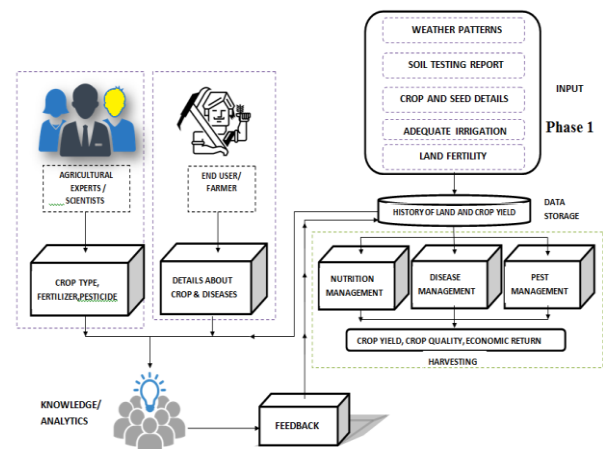 WEATHER PATTERNS
SOIL TESTING REPORT
CROP AND SEED DETAILS
ADEQUATE IRRIGATION
LAND FERTILITY
INPUT
Phase 1
AGRICULTURAL
EXPERTS /
SCIENTISTS
END USER/
FARMER
HISTORY OF LAND AND CROP YIELD
DATA
STORAGE
CROP TYPE,
FERTILIZER,PESTICIDE
DETAILS ABOUT
CROP & DISEASES
NUTRITION
MANAGEMENT
DISEASE
MANAGEMENT
PEST
MANAGEMENT
CROP YIELD, CROP QUALITY, ECONOMIC RETURN
HARVESTING
KNOWLEDGE/
ANALYTICS
FEEDBACK